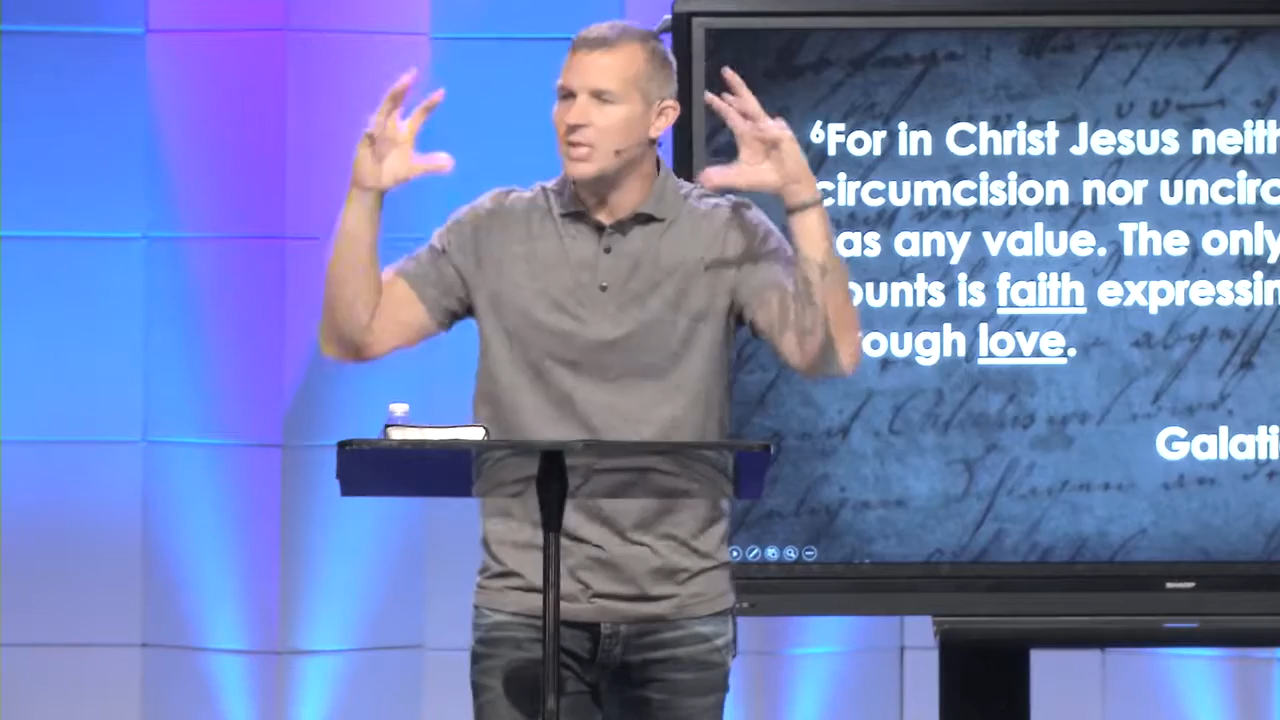 ⁶For in Christ Jesus neith
circumcision nor uncirc
as any value. The only
ounts is faith expressin
rough love.
Galati
SHARP